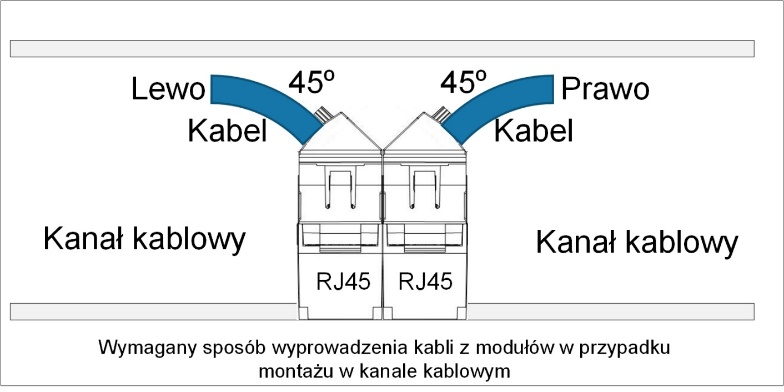 Lewo 45º 45º Prawo
Kabel Kabel
Kanał kablowy Kanał kablowy
RJ45 RJ45
Wymagany sposób wyprowadzenia kabli z modułów w przypadku
montażu w kanale kablowym